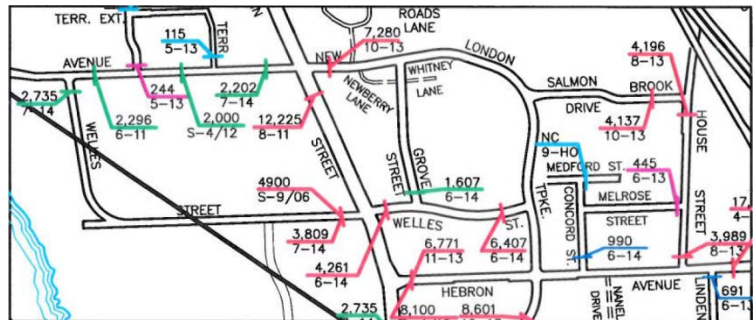 TERR. EXT.
115
5-13
TERR
ROADS
LANE
7,280
10-13
AVENUE
NEW
LONDON
4,196
8-13
WHITNEY
LANE
NEWBERRY
LANE
SALMON
BROOK
DRIVE
HOUSE
2,735
7-14
244
5-13
2,202
7-14
2,296
6-11
2,000
S-4/12
12,225
8-11
4,137
10-13
WELLES
STREET
GROVE
STREET
NC
9-HO
MEDFORD ST.
445
6-13
4900
S-9/06
1,607
6-14
TPKE.
CONCORD ST.
MELROSE
STREET
STREET
STREET
WELLES
ST.
3,809
7-14
4,261
6-14
6,771
11-13
6,407
6-14
990
6-14
3,989
8-13
17,
4-
HEBRON
AVENUE
2,735
8,100
8,601
NANEL
DRIVE
LINDEN
691
6-13